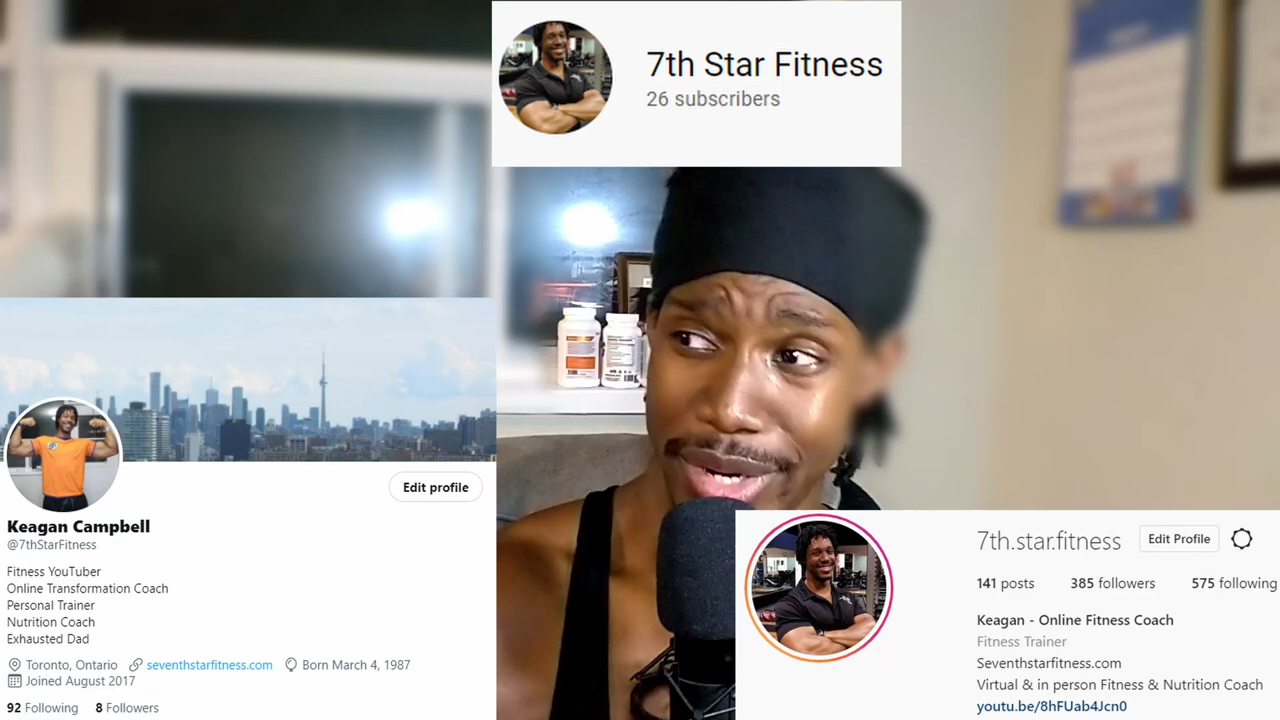 7th Star Fitness
26 subscribers
Edit profile
Keagan Campbell
@7thStarFitness
Fitness YouTuber
Online Transformation Coach
Personal Trainer
Nutrition Coach
Exhausted Dad
Toronto, Ontario seventhstarfitness.com Born March 4, 1987
Joined August 2017
92 Following 8 Followers
7th.star.fitness Edit Profile
141 posts 385 followers 575 following
Keagan - Online Fitness Coach
Fitness Trainer
Seventhstarfitness.com
Virtual & in person Fitness & Nutrition Coach
youtu.be/8hFUab4Jcn0